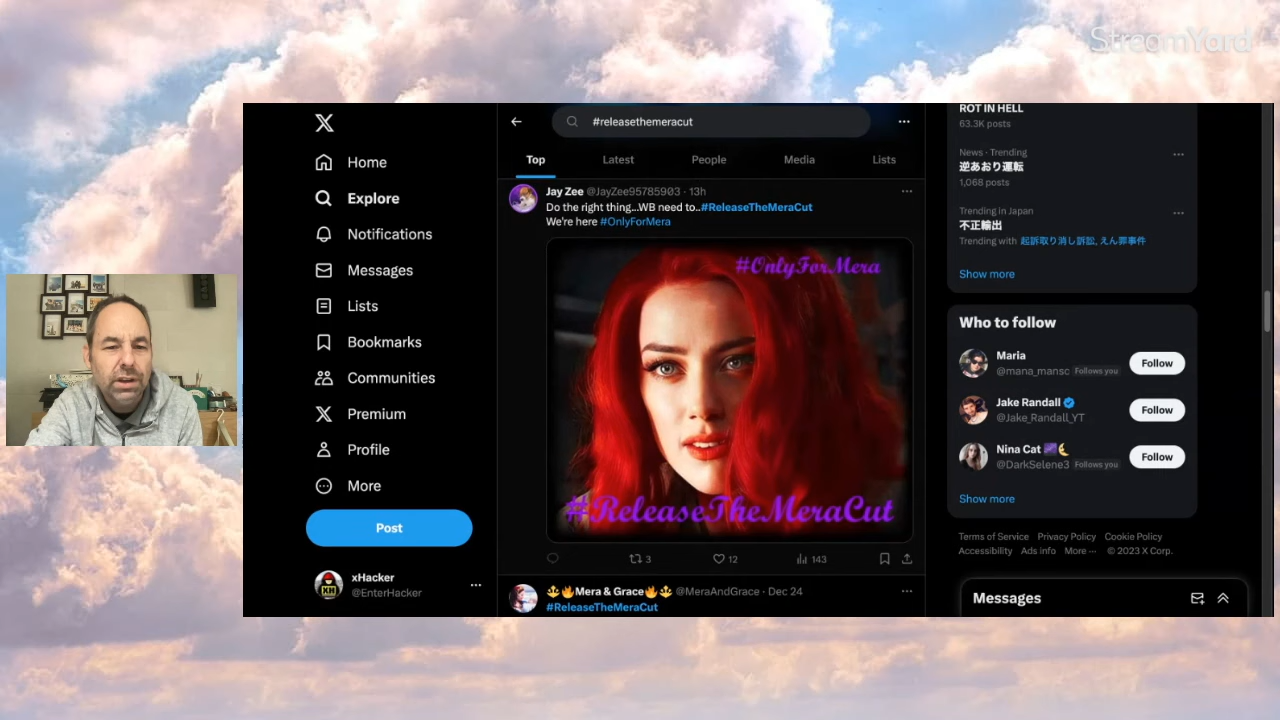 StreamYard
Home
Explore
Notifications
Messages
Lists
Bookmarks
Communities
Premium
Profile
More
Post
xHacker
@EnterHacker
#releasethemeracut
Top
Latest
People
Media
Lists
Jay Zee @JayZee95785903 · 13h
Do the right thing...WB need to..#ReleaseTheMeraCut
We're here #OnlyForMera
#OnlyForMera
#ReleaseTheMeraCut
3
12
143
Mera & Grace @MeraAndGrace · Dec 24
#ReleaseTheMeraCut
ROT IN HELL
63.3K posts
News · Trending
逆あおり運転
1,068 posts
Trending in Japan
不正輸出
Trending with 起訴取り消し訴訟, えん罪事件
Show more
Who to follow
Maria
@mana_mansc Follows you
Follow
Jake Randall
@Jake_Randall_YT
Follow
Nina Cat
@DarkSelene3 Follows you
Follow
Show more
Terms of Service Privacy Policy Cookie Policy
Accessibility Ads info More ··· © 2023 X Corp.
Messages